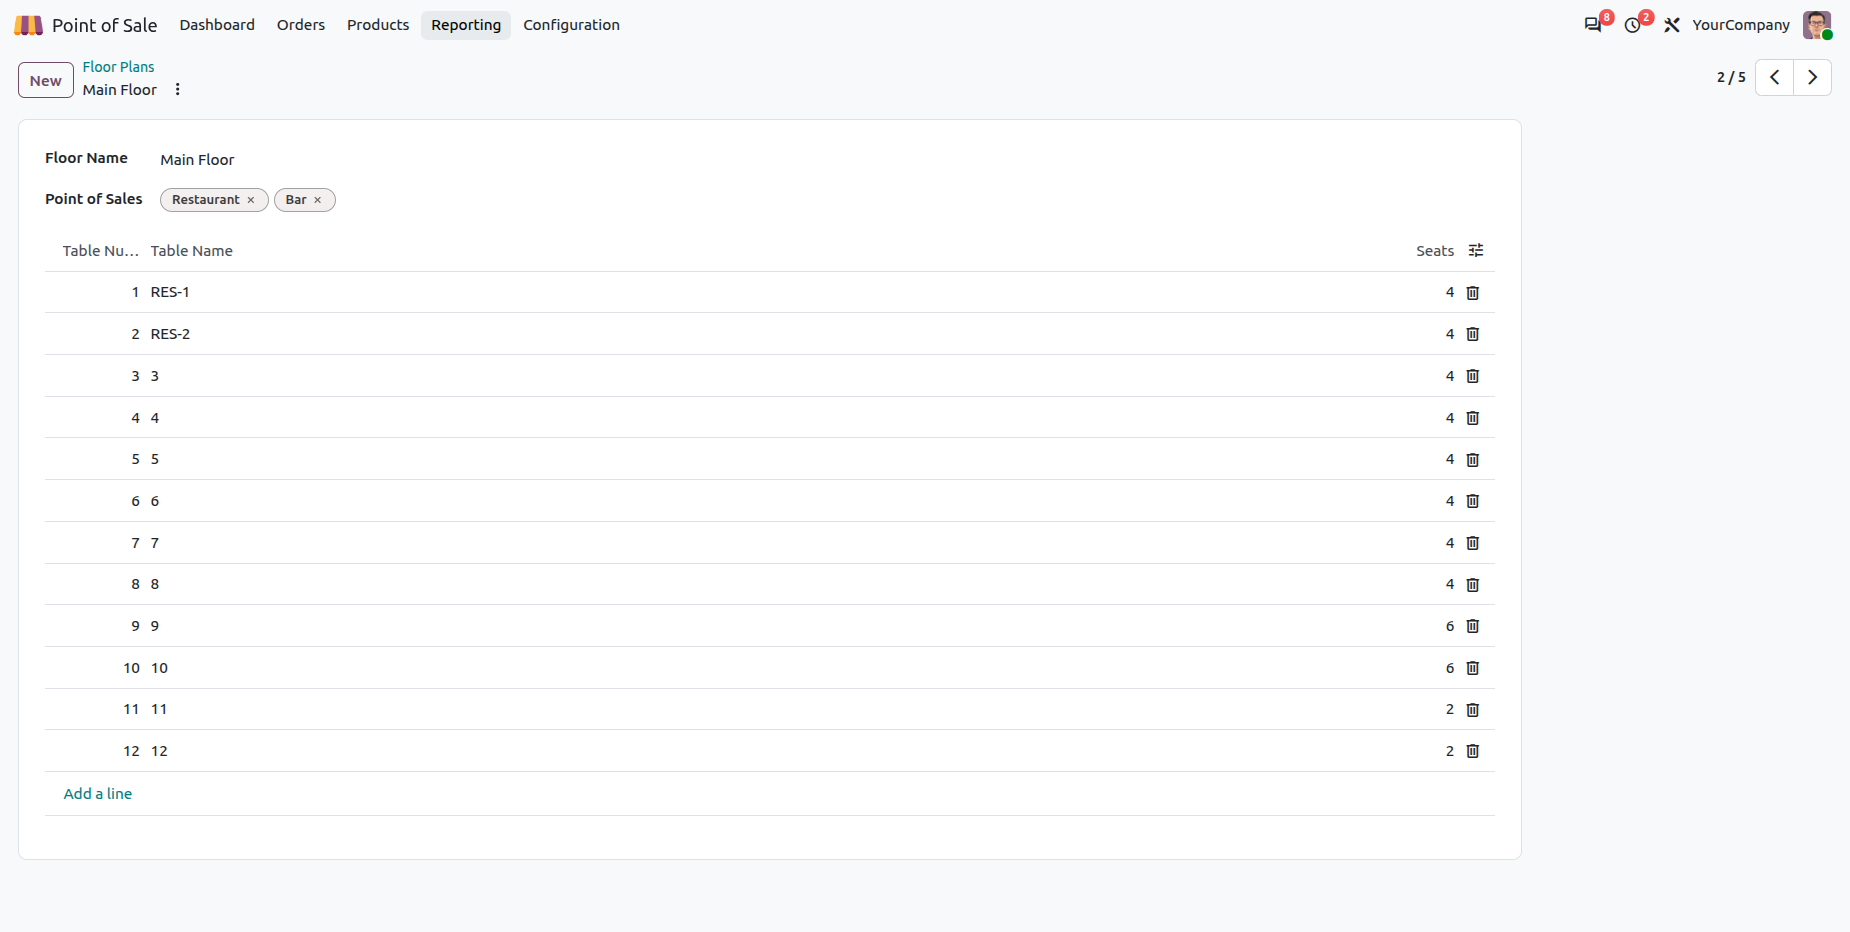 Point of Sale Dashboard Orders Products Reporting Configuration 8 2 YourCompany
New Floor Plans
Main Floor
2 / 5
Floor Name Main Floor
Point of Sales Restaurant × Bar ×
Table Nu... Table Name Seats
1 RES-1 4
2 RES-2 4
3 3 4
4 4 4
5 5 4
6 6 4
7 7 4
8 8 4
9 9 6
10 10 6
11 11 2
12 12 2
Add a line